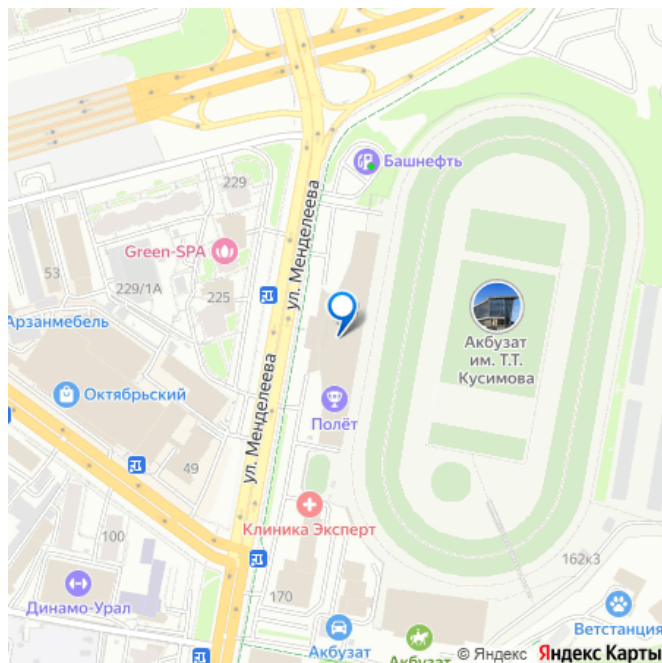 Башнефть
ул. Менделеева
229
Green-SPA
53
229/1А
225
Арзанмебель
Акбузат
им. Т.Т.
Кусимова
Октябрьский
Полёт
ул. Менделеева
49
Клиника Эксперт
100
162к3
Динамо-Урал
170
Ветстанция
Акбузат
Акбузат
© Яндекс Яндекс Карты